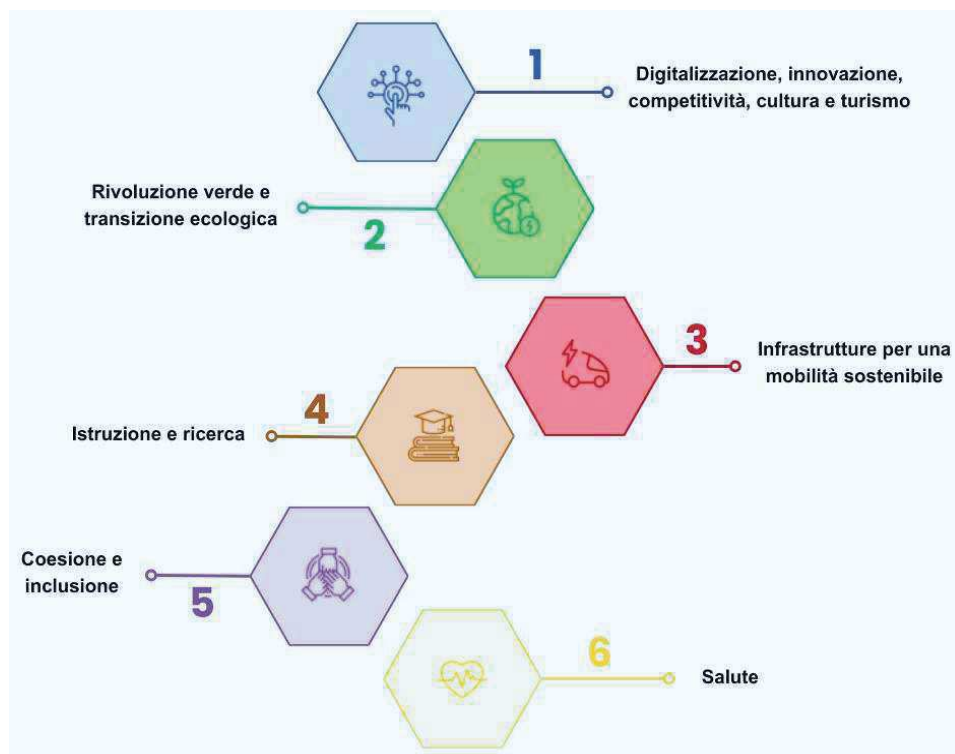 1
Digitalizzazione, innovazione,
competitività, cultura e turismo
Rivoluzione verde e
transizione ecologica
2
3
Infrastrutture per una
mobilità sostenibile
4
Istruzione e ricerca
Coesione e
inclusione
5
6
Salute